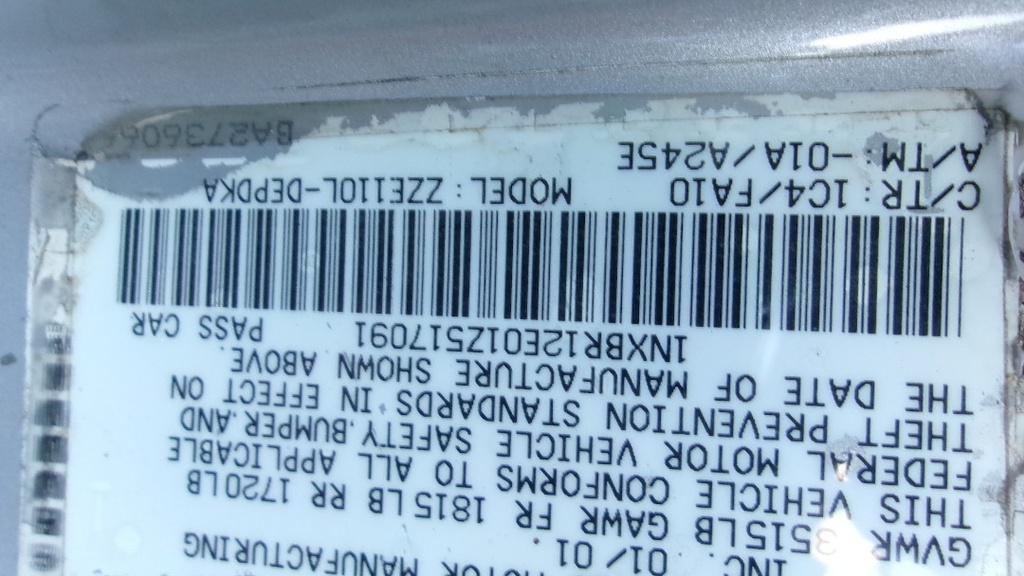 MOTOR MANUFACTURING
INC. 01/01
GVWR 3515LB GAWR FR 1815LB RR 1720LB
THIS VEHICLE CONFORMS TO ALL APPLICABLE
FEDERAL MOTOR VEHICLE SAFETY.BUMPER.AND
THEFT PREVENTION STANDARDS IN EFFECT ON
THE DATE OF MANUFACTURE SHOWN ABOVE.
1NXBR12E01Z517091 PASS CAR
C/TR:1C4/FA10 MODEL:ZZE110L-DEPDKA
A/TM:-01A/A245E